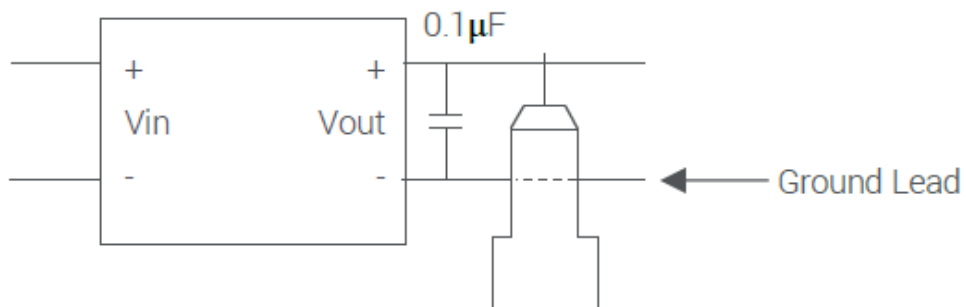 0.1μF
+ +
Vin Vout
- -
Ground Lead